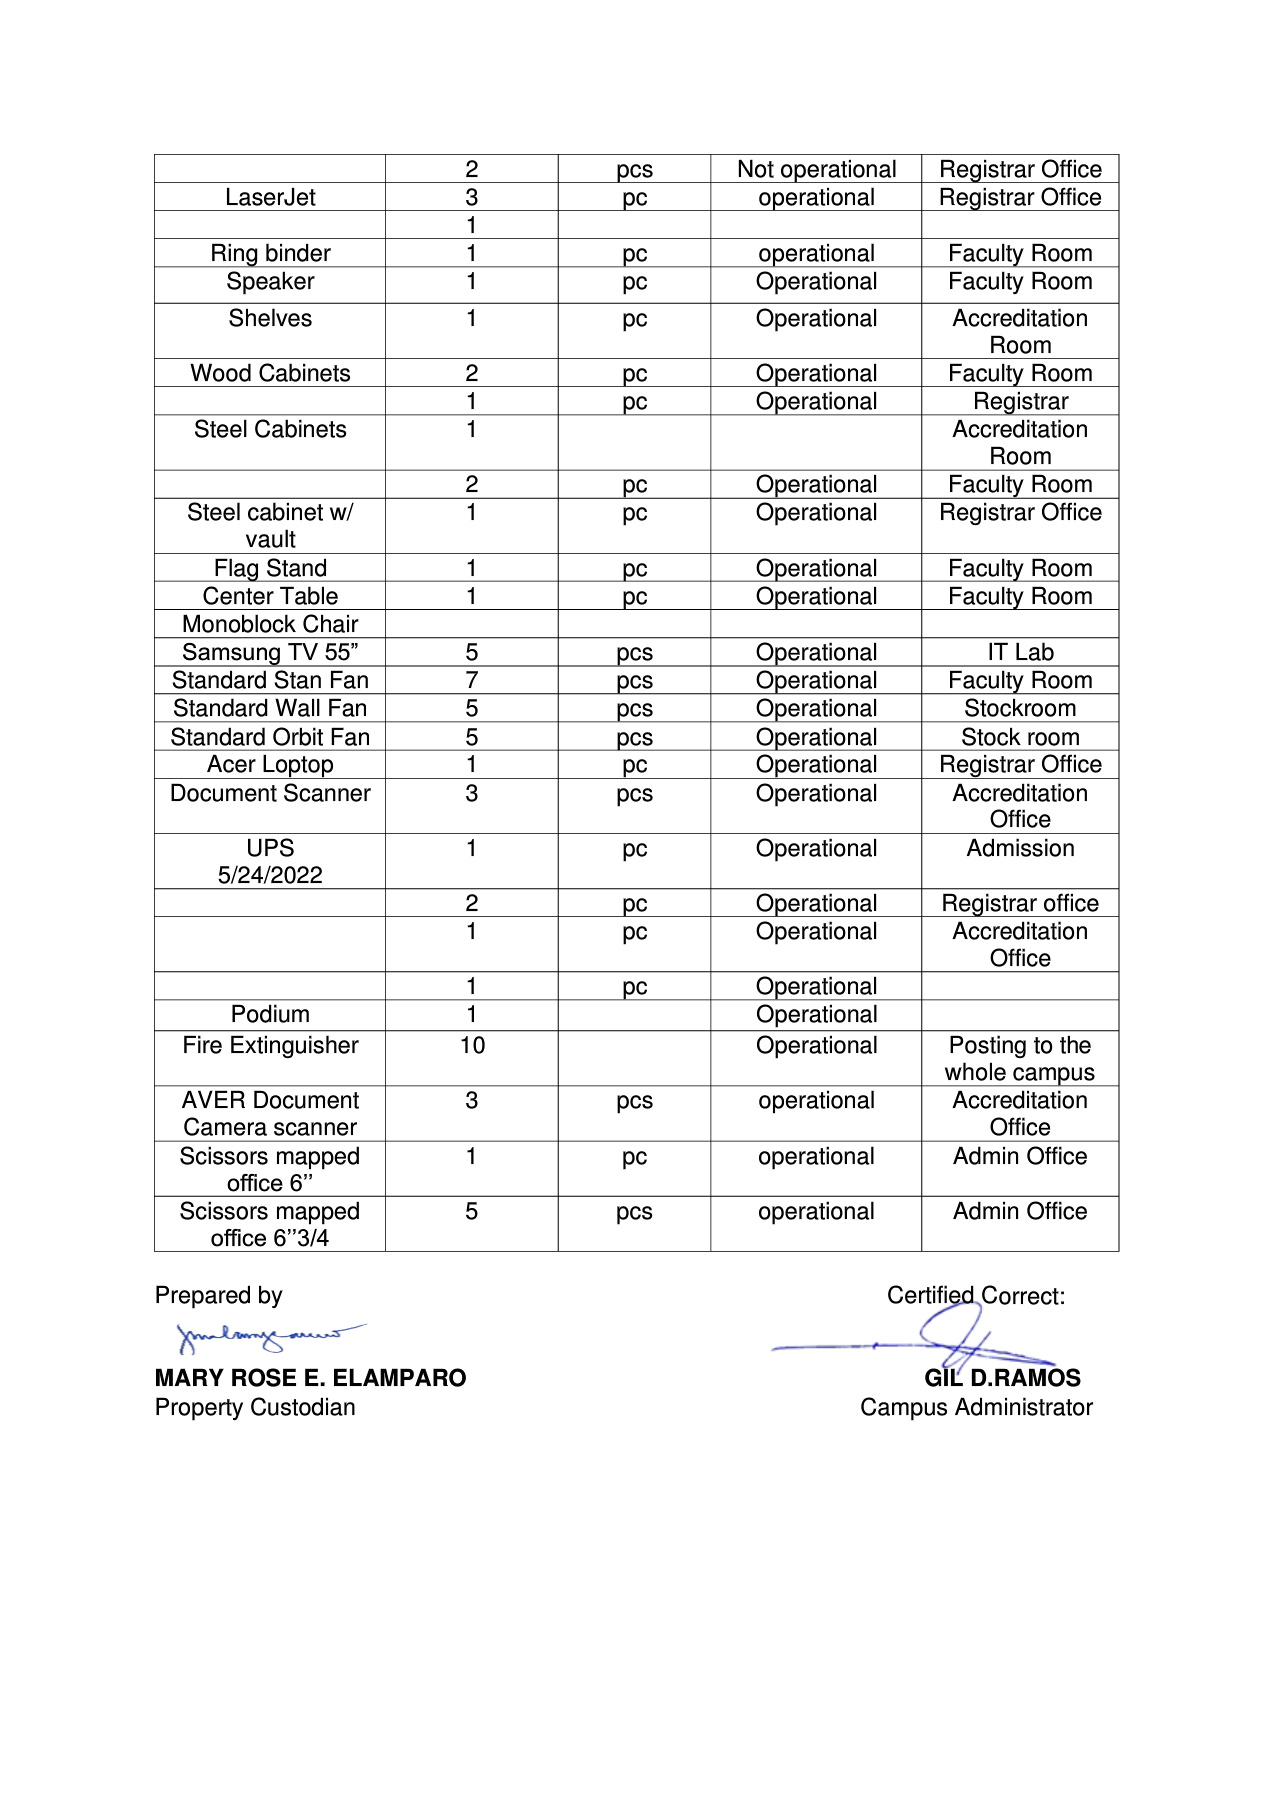 2 pcs Not operational Registrar Office
LaserJet 3 pc operational Registrar Office
1
Ring binder 1 pc operational Faculty Room
Speaker 1 pc Operational Faculty Room
Shelves 1 pc Operational Accreditation
Room
Wood Cabinets 2 pc Operational Faculty Room
1 pc Operational Registrar
Steel Cabinets 1 Accreditation
Room
2 pc Operational Faculty Room
Steel cabinet w/ 1 pc Operational Registrar Office
vault
Flag Stand 1 pc Operational Faculty Room
Center Table 1 pc Operational Faculty Room
Monoblock Chair
Samsung TV 55” 5 pcs Operational IT Lab
Standard Stan Fan 7 pcs Operational Faculty Room
Standard Wall Fan 5 pcs Operational Stockroom
Standard Orbit Fan 5 pcs Operational Stock room
Acer Loptop 1 pc Operational Registrar Office
Document Scanner 3 pcs Operational Accreditation
Office
UPS 1 pc Operational Admission
5/24/2022
2 pc Operational Registrar office
1 pc Operational Accreditation
Office
1 pc Operational
Podium 1 Operational
Fire Extinguisher 10 Operational Posting to the
whole campus
AVER Document 3 pcs operational Accreditation
Camera scanner Office
Scissors mapped 1 pc operational Admin Office
office 6’’
Scissors mapped 5 pcs operational Admin Office
office 6’’3/4
Prepared by Certified Correct:
MARY ROSE E. ELAMPARO GIL D.RAMOS
Property Custodian Campus Administrator